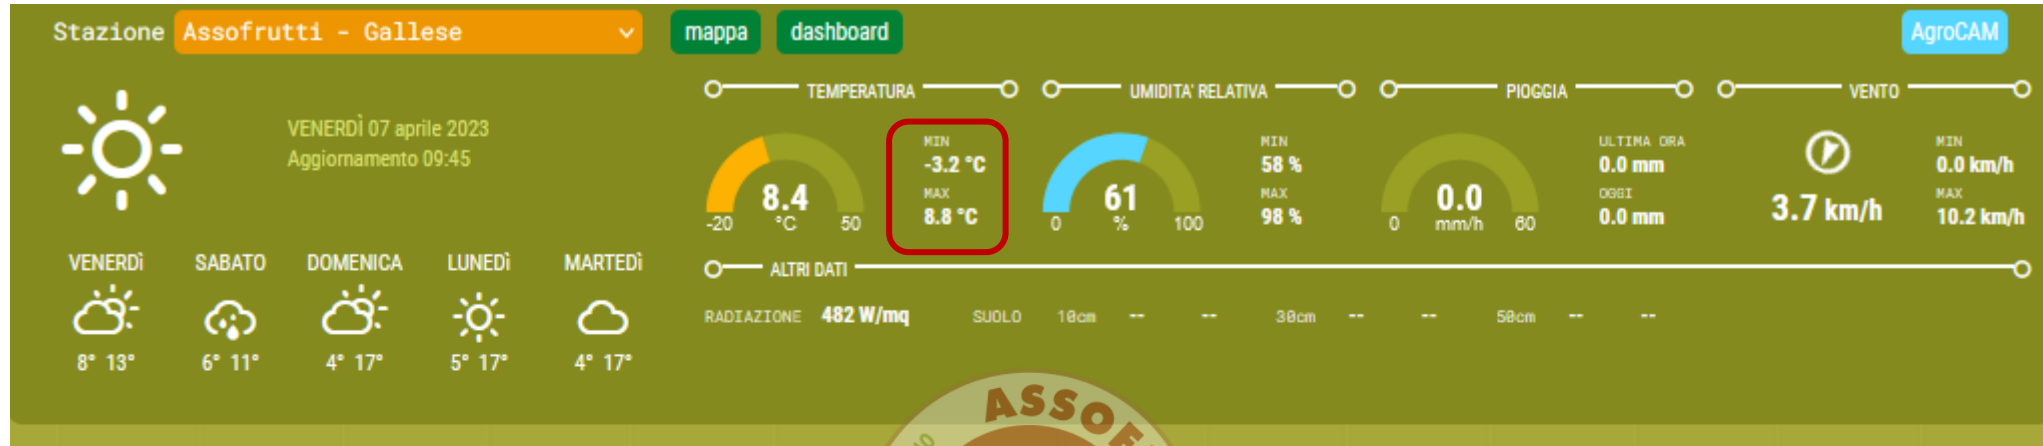 Stazione Assofrutti - Gallese mappa dashboard AgroCAM
VENERDÌ 07 aprile 2023
Aggiornamento 09:45
VENERDì SABATO DOMENICA LUNEDì MARTEDì
8° 13° 6° 11° 4° 17° 5° 17° 4° 17°
TEMPERATURA
8.4
°C
-20 50
MIN
-3.2 °C
MAX
8.8 °C
UMIDITA' RELATIVA
61
%
0 100
MIN
58 %
MAX
98 %
PIOGGIA
0.0
mm/h
0 60
ULTIMA ORA
0.0 mm
OGGI
0.0 mm
VENTO
3.7 km/h
MIN
0.0 km/h
MAX
10.2 km/h
ALTRI DATI
RADIAZIONE 482 W/mq SUOLO 10cm -- -- 30cm -- -- 50cm -- --